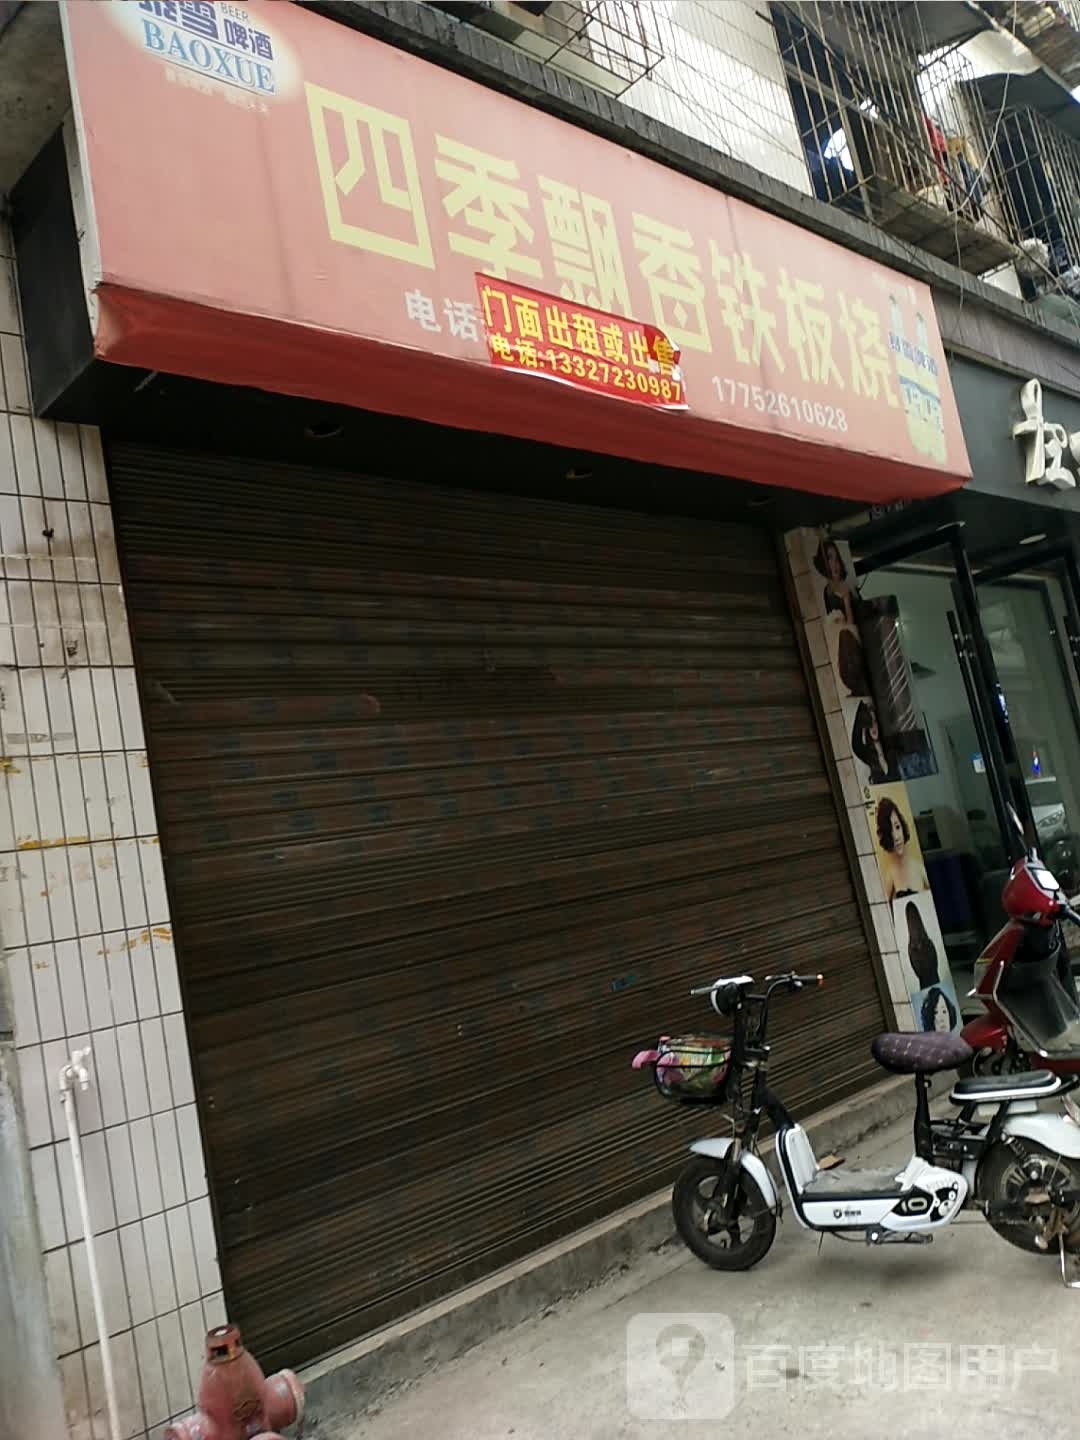 雪啤酒
BEER
BAOXUE
四季飘香铁板烧
电话:
门面出租或出售
电话:13327230987
17752610628
百度地图用户